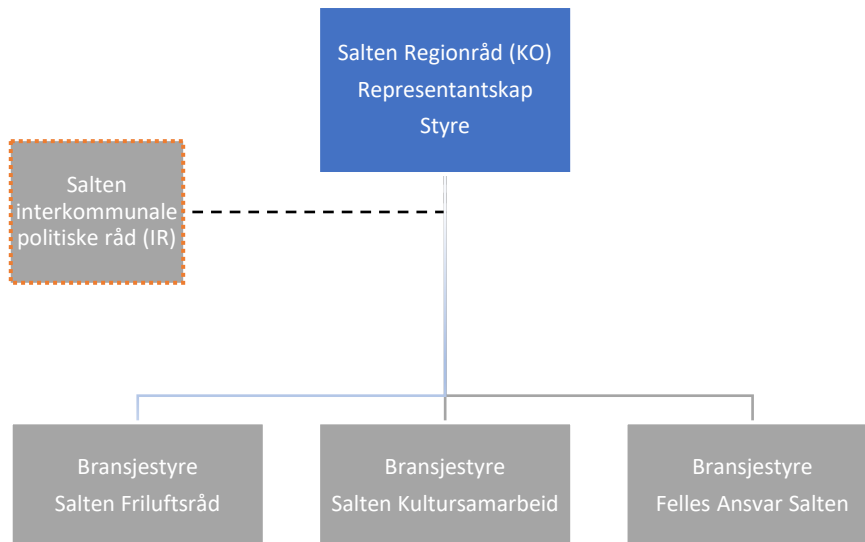 Salten Regionråd (KO)
Representantskap
Styre
Salten
interkommunale
politiske råd (IR)
Bransjestyre
Salten Friluftsråd
Bransjestyre
Salten Kultursamarbeid
Bransjestyre
Felles Ansvar Salten